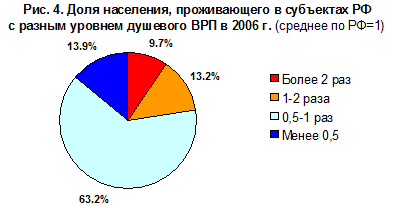 Рис. 4. Доля населения, проживающего в субъектах РФ
с разным уровнем душевого ВРП в 2006 г. (среднее по РФ=1)
13.9%
9.7%
13.2%
63.2%
Более 2 раз
1-2 раза
0,5-1 раз
Менее 0,5